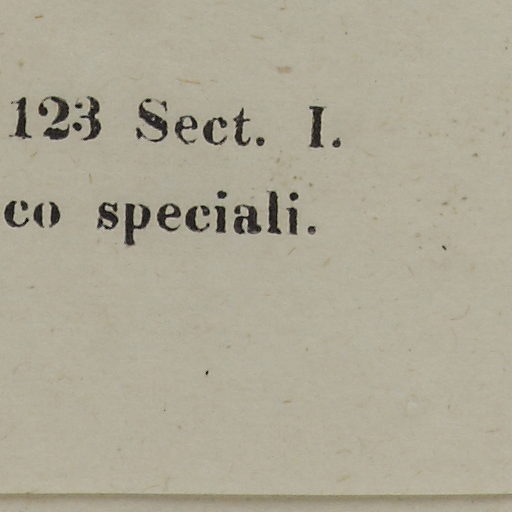 123 Sect. I.
co speciali.